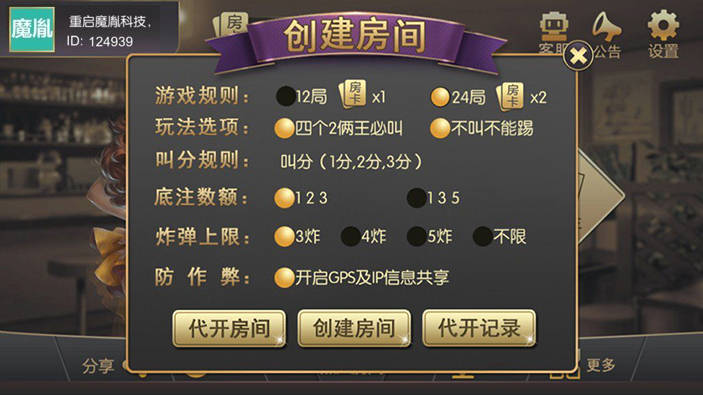 魔胤
重启魔胤科技,
ID: 124939
房
创建房间
客服
公告
设置
游戏规则：
12局
房卡
x1
24局
房卡
x2
玩法选项：
四个2俩王必叫
不叫不能踢
叫分规则：
叫分（1分,2分,3分）
底注数额：
1 2 3
1 3 5
炸弹上限：
3炸
4炸
5炸
不限
防作弊：
开启GPS及IP信息共享
代开房间
创建房间
代开记录
分享
更多